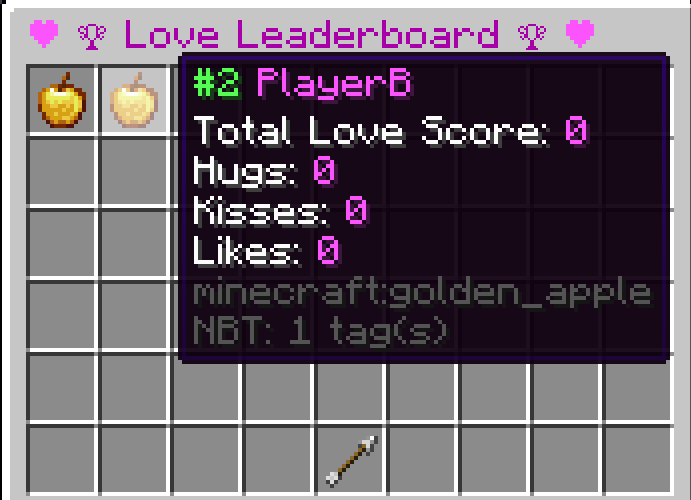 Love Leaderboard
#2 PlayerB
Total Love Score: 0
Hugs: 0
Kisses: 0
Likes: 0
minecraft:golden_apple
NBT: 1 tag(s)